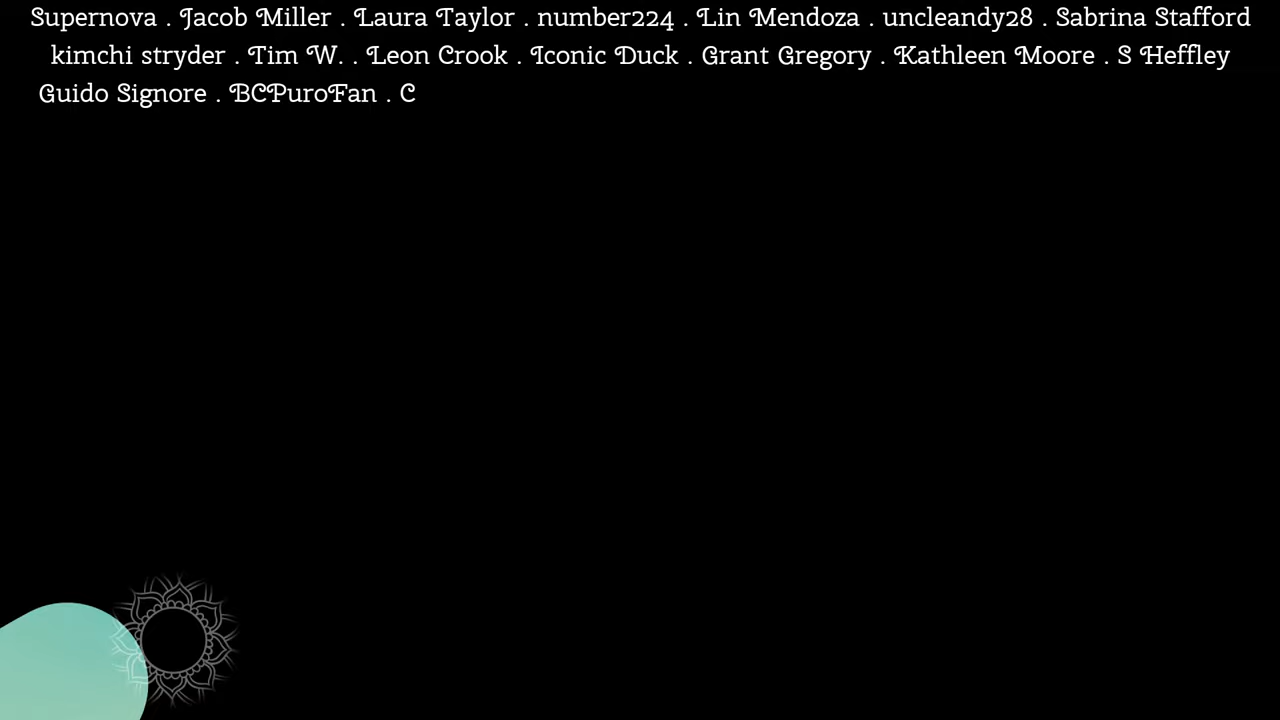 Supernova . Jacob Miller . Laura Taylor . number224 . Lin Mendoza . uncleandy28 . Sabrina Stafford
kimchi stryder . Tim W. . Leon Crook . Iconic Duck . Grant Gregory . Kathleen Moore . S Heffley
Guido Signore . BCPuroFan . C